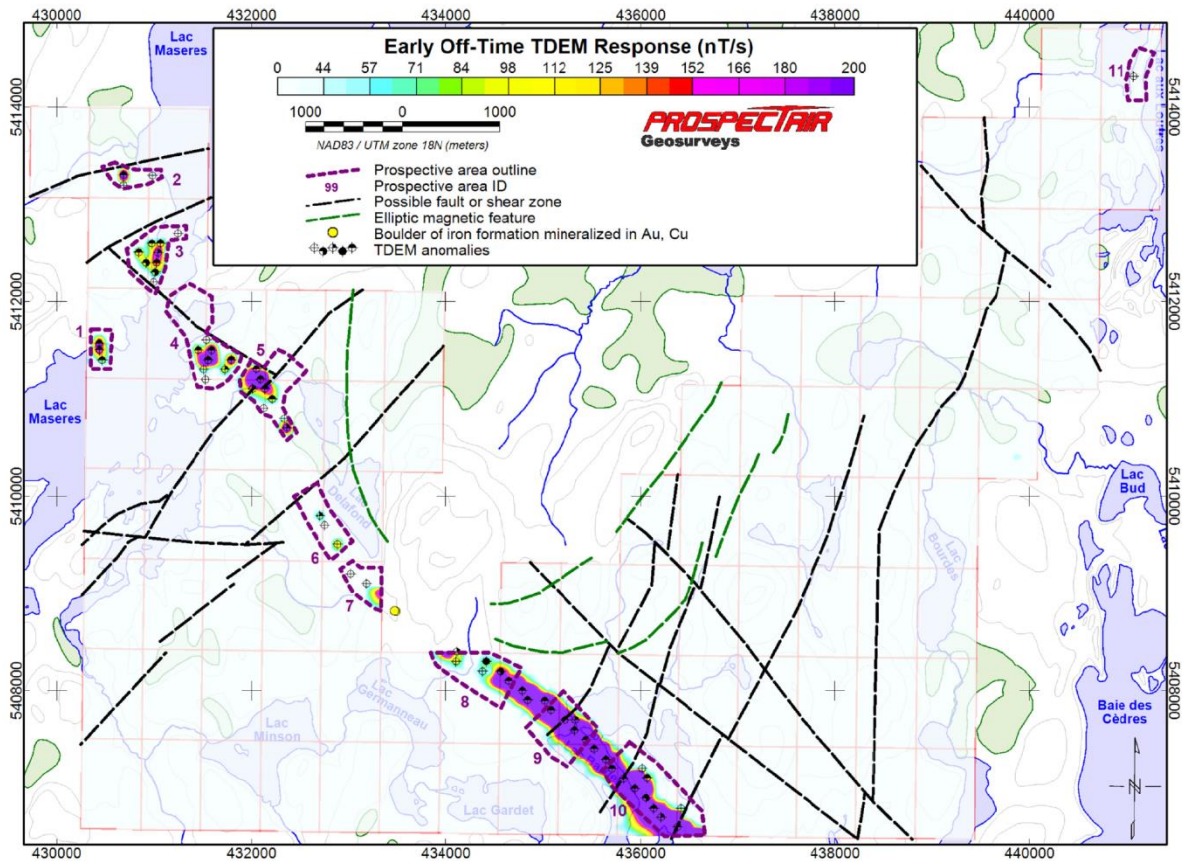 430000 432000 434000 436000 438000 440000
Lac
Maseres
Early Off-Time TDEM Response (nT/s)
0 44 57 71 84 98 112 125 139 152 166 180 200
1000 0 1000
NAD83 / UTM zone 18N (meters)
PROSPECTAIR
Geosurveys
Prospective area outline
99 Prospective area ID
Possible fault or shear zone
Elliptic magnetic feature
Boulder of iron formation mineralized in Au, Cu
TDEM anomalies
11
5414000
5414000
2
3
5412000
5412000
1
4
5
Lac
Maseres
5410000
5410000
Lac
Bud
Lac
Delafond
6
Lac
Bourdès
7
5408000
5408000
8
Lac
Germanneau
Baie des
Cèdres
Lac
Minson
9
N
Lac Gardet
10
430000 432000 434000 436000 438000 440000